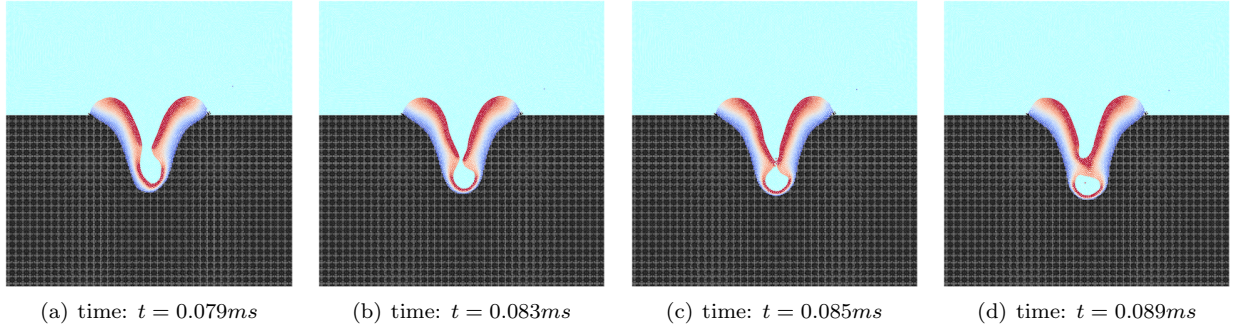 (a) time: t = 0.079ms (b) time: t = 0.083ms (c) time: t = 0.085ms (d) time: t = 0.089ms